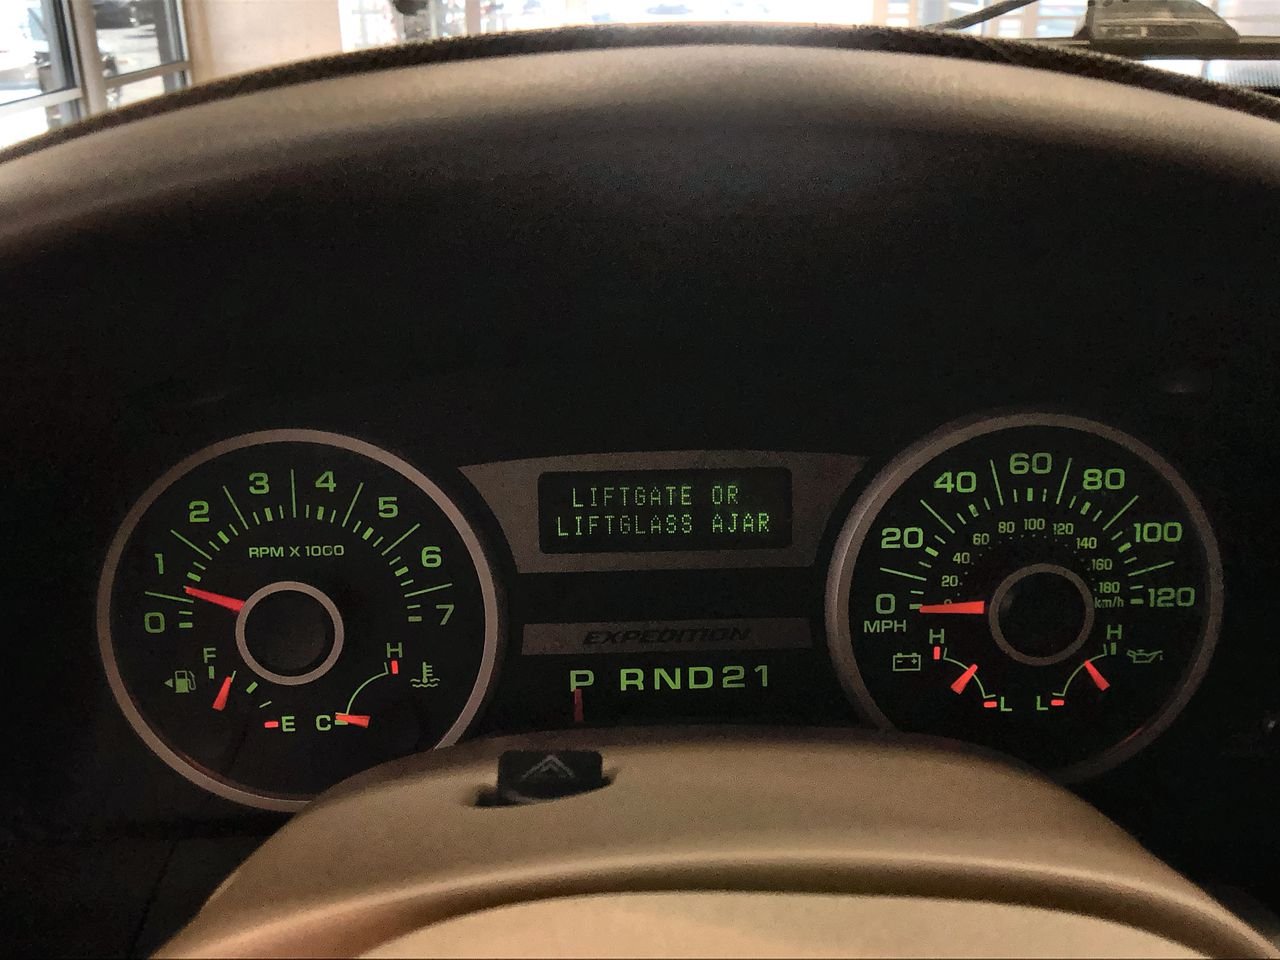 LIFTGATE OR
LIFTGLASS AJAR
EXPEDITION
P RND21
0 1 2 3 4 5 6 7
RPM X 1000
F
E
C
H
0 20 40 60 80 100 120
MPH
20 40 60 80 100 120 140 160 180
km/h
H
L
L
H